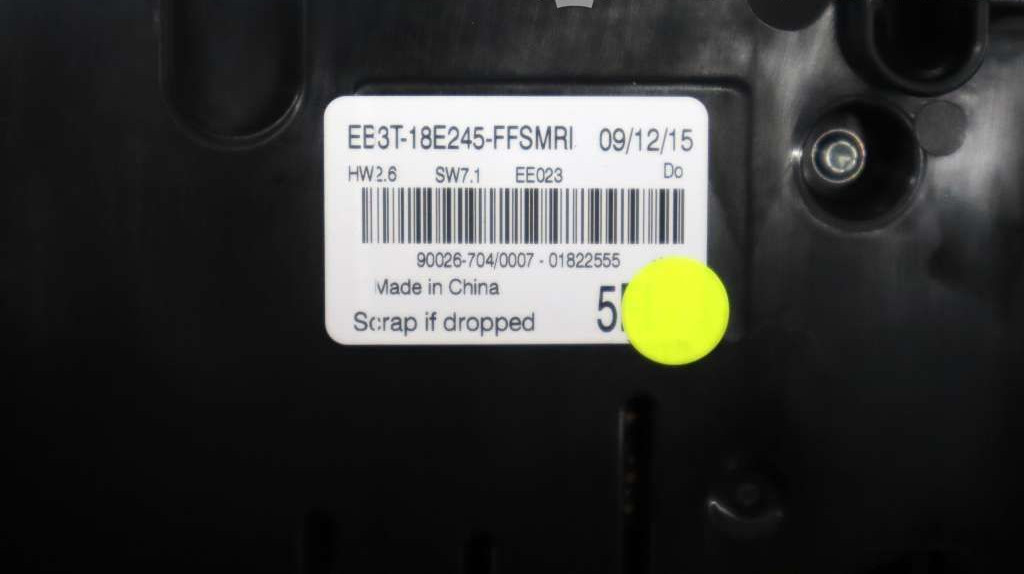 EB3T-18E245-FFSMRI 09/12/15
HW2.6 SW7.1 EE023 Do
90026-704/0007 - 01822555
Made in China
Scrap if dropped